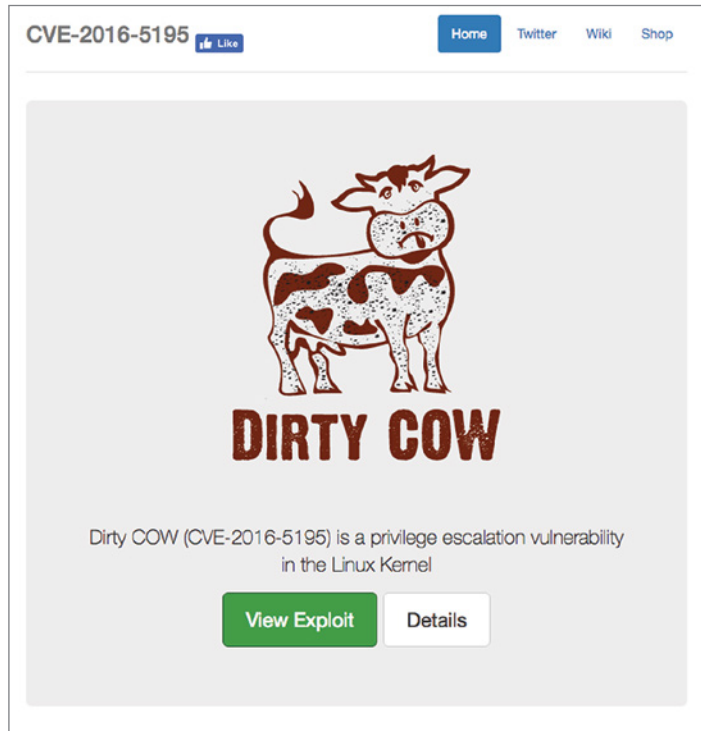 CVE-2016-5195 Like Home Twitter Wiki Shop
DIRTY COW
Dirty COW (CVE-2016-5195) is a privilege escalation vulnerability
in the Linux Kernel
View Exploit Details